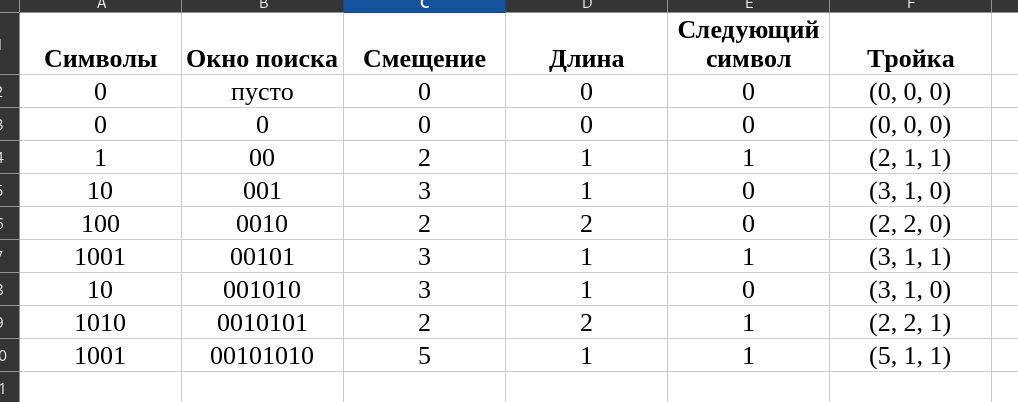 A B C D E F
1 Символы Окно поиска Смещение Длина Следующий символ Тройка
2 0 пусто 0 0 0 (0, 0, 0)
3 0 0 0 0 0 (0, 0, 0)
4 1 00 2 1 1 (2, 1, 1)
5 10 001 3 1 0 (3, 1, 0)
6 100 0010 2 2 0 (2, 2, 0)
7 1001 00101 3 1 1 (3, 1, 1)
8 10 001010 3 1 0 (3, 1, 0)
9 1010 0010101 2 2 1 (2, 2, 1)
0 1001 00101010 5 1 1 (5, 1, 1)
1